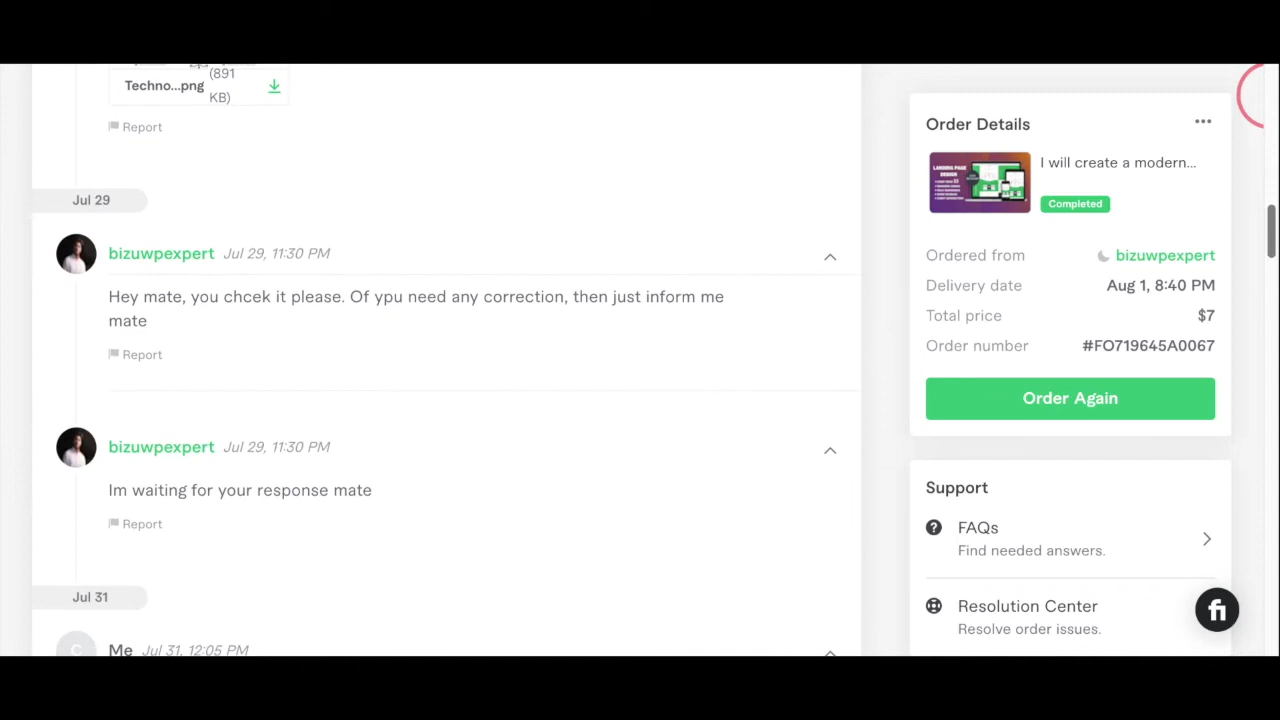 (891
Techno...png
KB)
Report
Jul 29
bizuwpexpert Jul 29, 11:30 PM
Hey mate, you chcek it please. Of ypu need any correction, then just inform me
mate
Report
bizuwpexpert Jul 29, 11:30 PM
Im waiting for your response mate
Report
Jul 31
C
Me Jul 31, 12:05 PM
Order Details
LANDING PAGE
DESIGN
I will create a modern...
Completed
Ordered from bizuwpexpert
Delivery date Aug 1, 8:40 PM
Total price $7
Order number #FO719645A0067
Order Again
Support
FAQs
Find needed answers.
Resolution Center
Resolve order issues.
fi